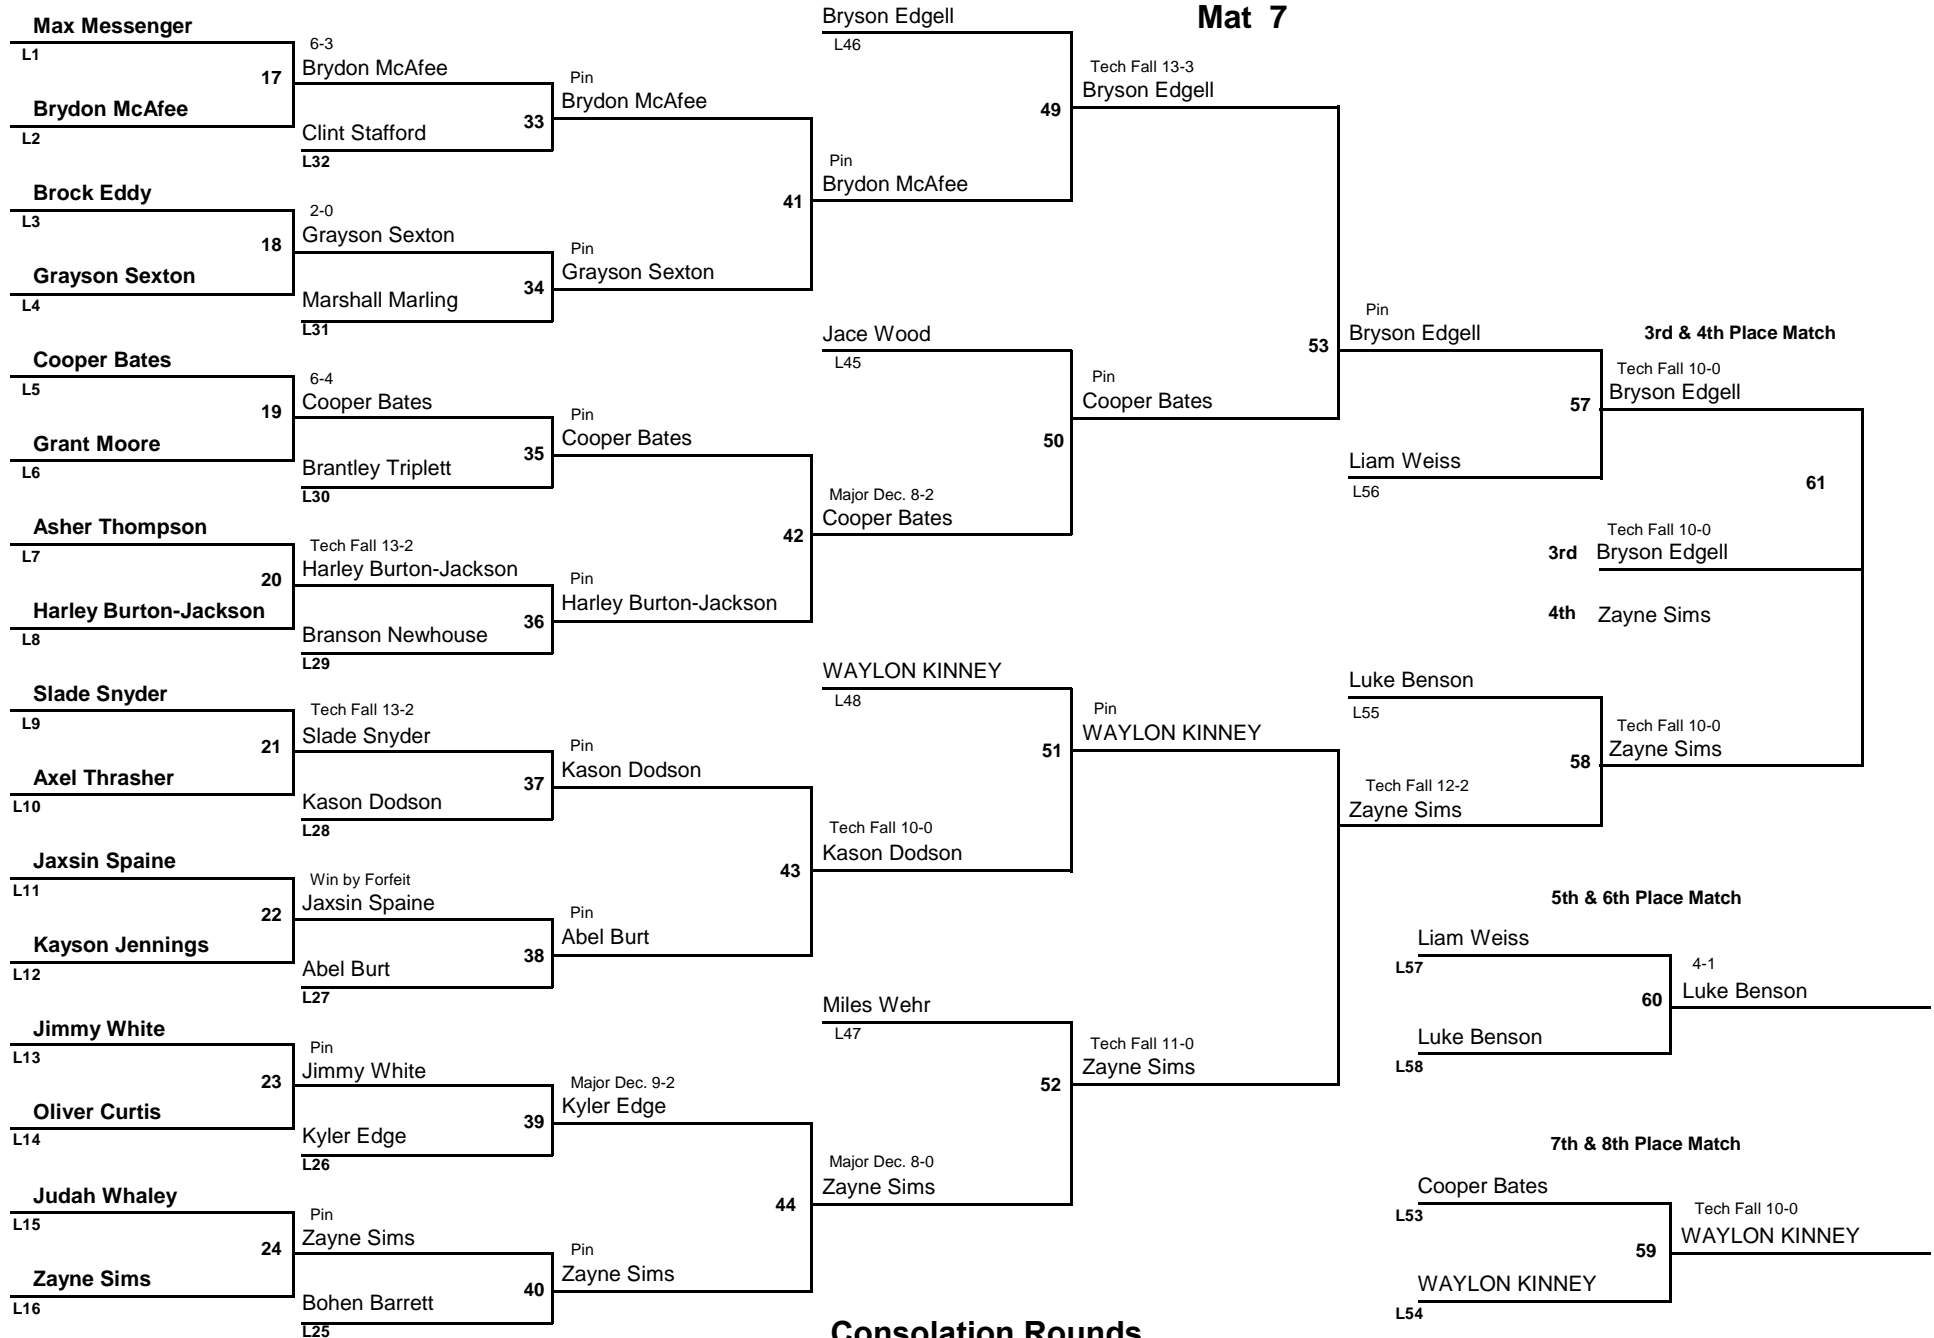 Mat 7
Max Messenger
L1
17
Brydon McAfee
L2
Brock Eddy
L3
18
Grayson Sexton
L4
Cooper Bates
L5
19
Grant Moore
L6
Asher Thompson
L7
20
Harley Burton-Jackson
L8
Slade Snyder
L9
21
Axel Thrasher
L10
Jaxsin Spaine
L11
22
Kayson Jennings
L12
Jimmy White
L13
23
Oliver Curtis
L14
Judah Whaley
L15
24
Zayne Sims
L16
6-3
Brydon McAfee
33
Clint Stafford
L32
2-0
Grayson Sexton
34
Marshall Marling
L31
6-4
Cooper Bates
35
Brantley Triplett
L30
Tech Fall 13-2
Harley Burton-Jackson
36
Branson Newhouse
L29
Tech Fall 13-2
Slade Snyder
37
Kason Dodson
L28
Win by Forfeit
Jaxsin Spaine
38
Abel Burt
L27
Pin
Jimmy White
39
Kyler Edge
L26
Pin
Zayne Sims
40
Bohen Barrett
L25
Pin
Brydon McAfee
41
Pin
Grayson Sexton
Pin
Cooper Bates
42
Pin
Harley Burton-Jackson
Pin
Kason Dodson
43
Pin
Abel Burt
Major Dec. 9-2
Kyler Edge
44
Pin
Zayne Sims
Bryson Edgell
L46
49
Pin
Brydon McAfee
Jace Wood
L45
50
Major Dec. 8-2
Cooper Bates
WAYLON KINNEY
L48
51
Tech Fall 10-0
Kason Dodson
Miles Wehr
L47
52
Major Dec. 8-0
Zayne Sims
Tech Fall 13-3
Bryson Edgell
53
Pin
Cooper Bates
Pin
WAYLON KINNEY
Tech Fall 11-0
Zayne Sims
Pin
Bryson Edgell
57
Liam Weiss
L56
Luke Benson
L55
58
Tech Fall 12-2
Zayne Sims
3rd & 4th Place Match
Tech Fall 10-0
Bryson Edgell
61
Tech Fall 10-0
3rd Bryson Edgell
4th Zayne Sims
Tech Fall 10-0
Zayne Sims
5th & 6th Place Match
Liam Weiss
L57
60
4-1
Luke Benson
Luke Benson
L58
7th & 8th Place Match
Cooper Bates
L53
59
Tech Fall 10-0
WAYLON KINNEY
WAYLON KINNEY
L54
Consolation Rounds